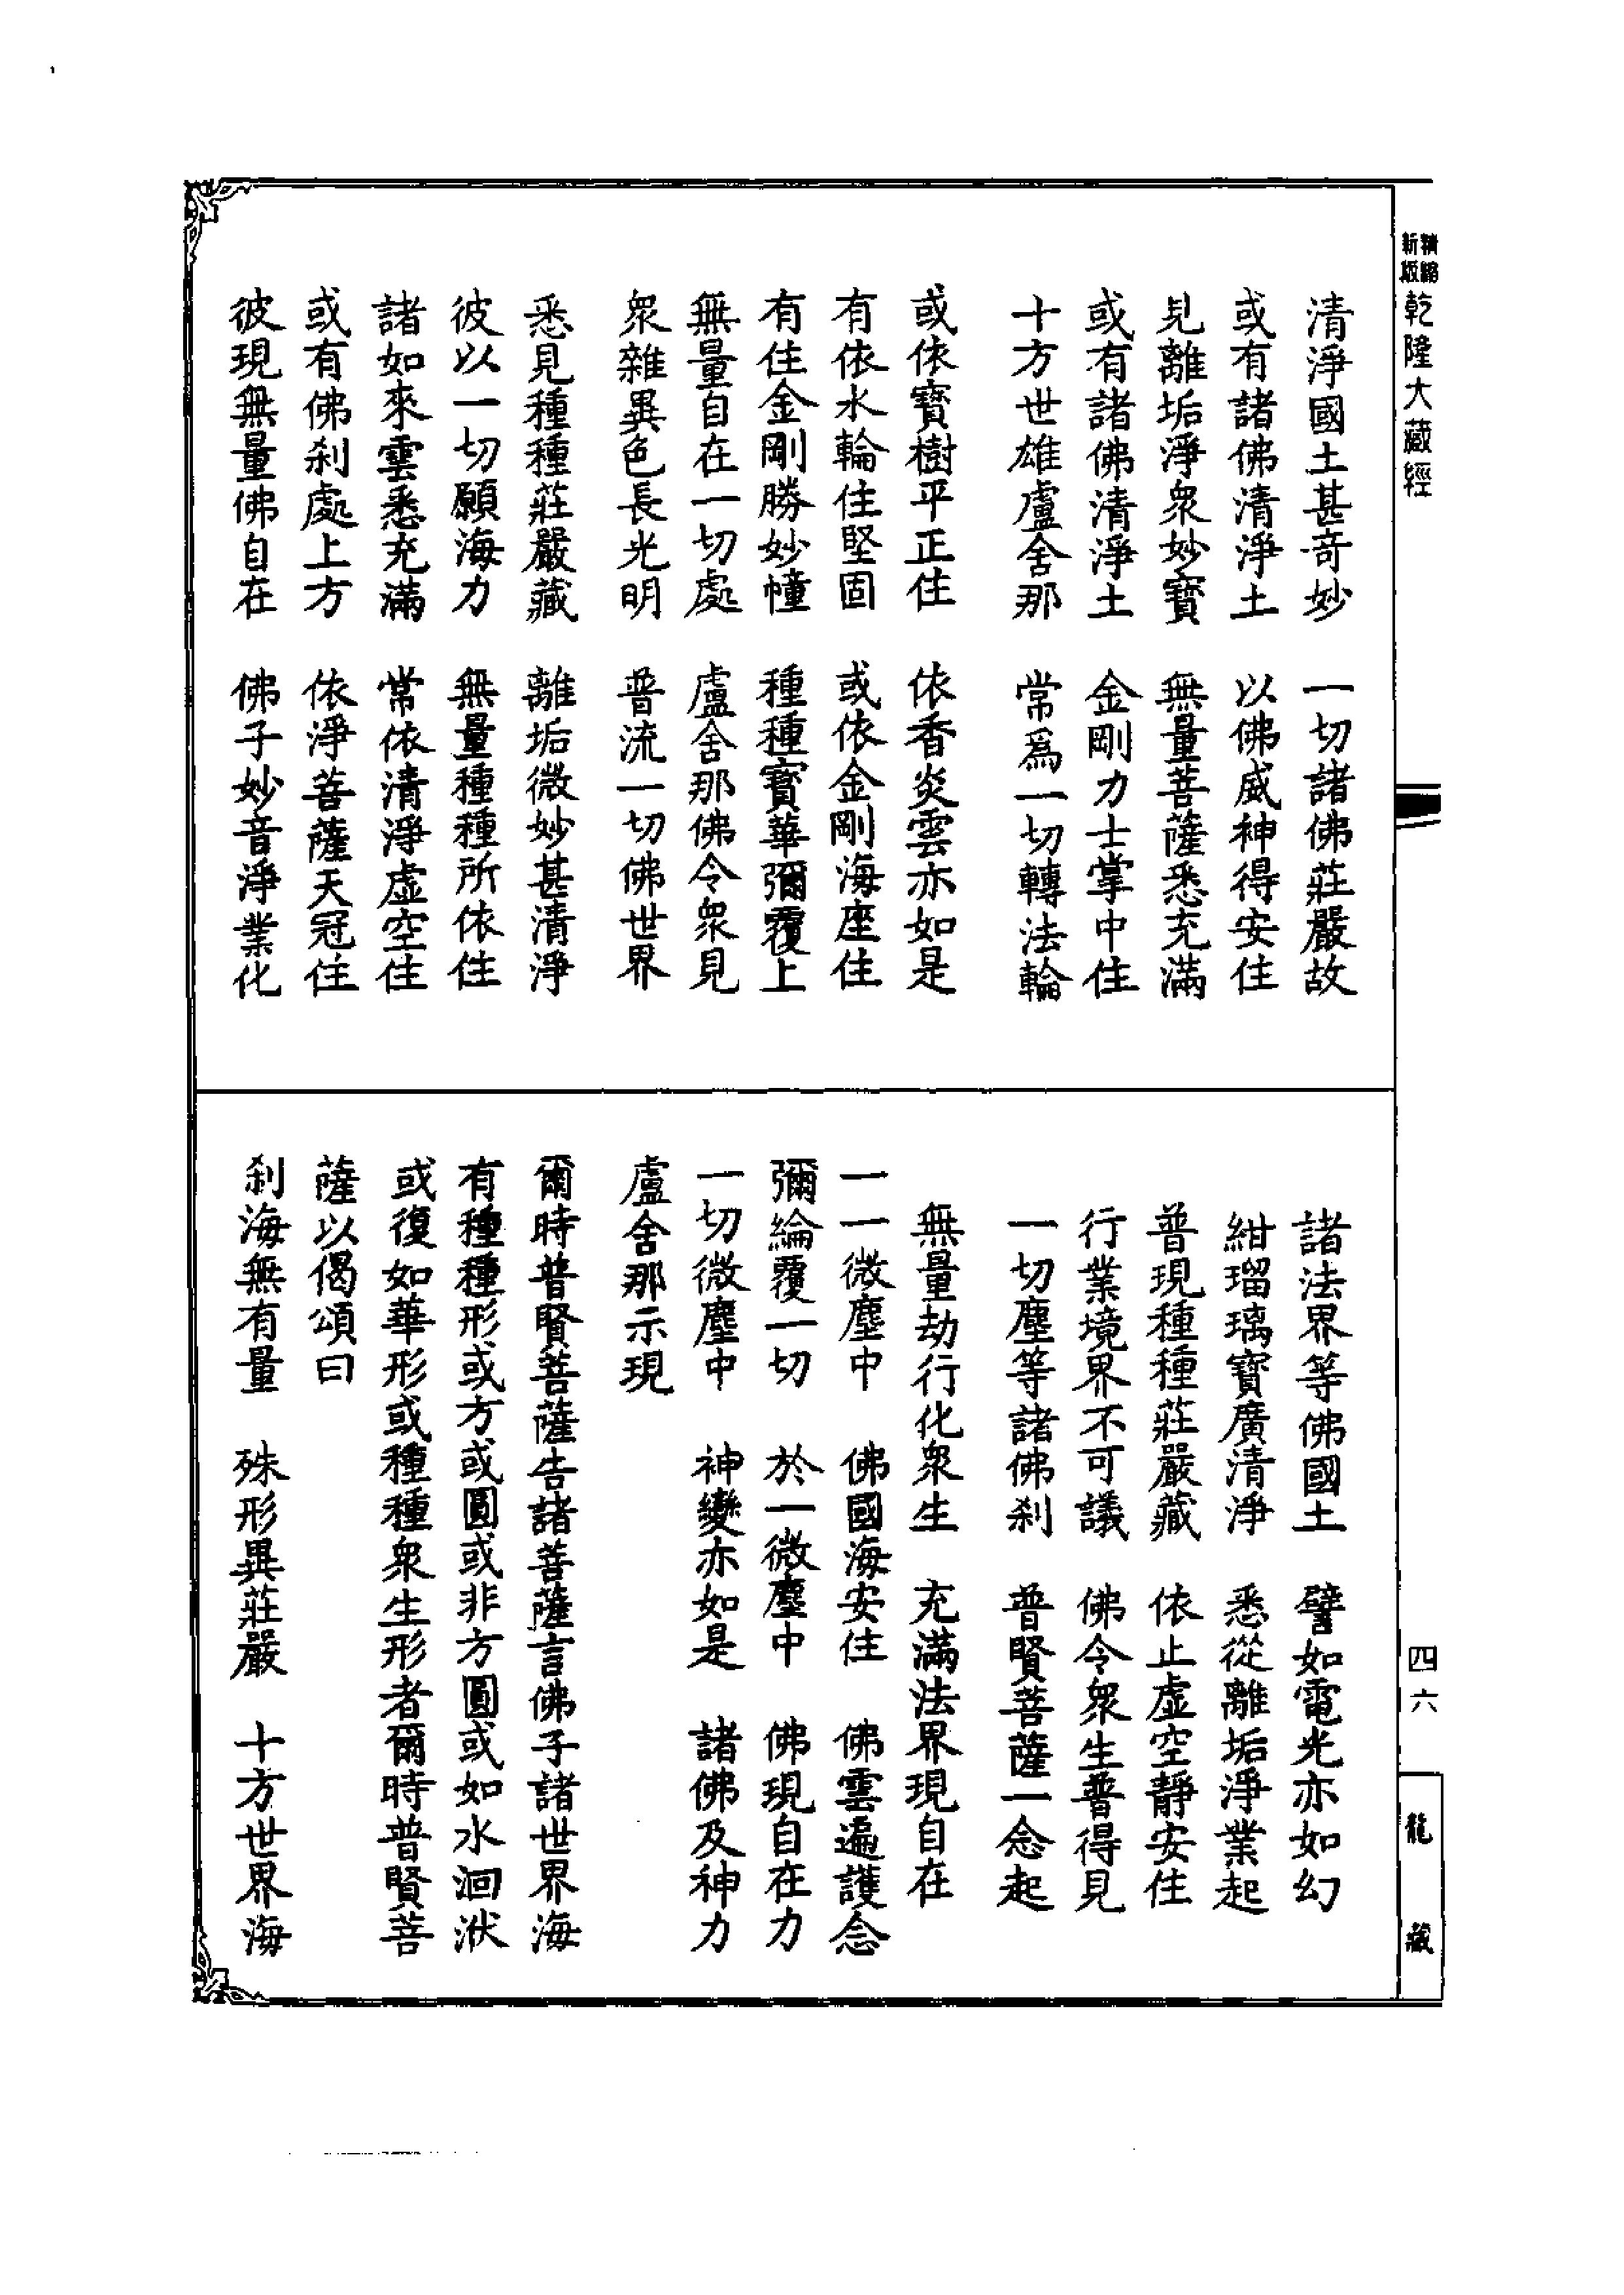 精縮
新版
乾隆大藏經
清淨國土甚奇妙　一切諸佛莊嚴故
或有諸佛清淨土　以佛威神得安住
見離垢淨衆妙寶　無量菩薩悉充滿
或有諸佛清淨土　金剛力士掌中住
十方世雄盧舍那　常爲一切轉法輪
或依寶樹平正住　依香炎雲亦如是
有依水輪住堅固　或依金剛海座住
有住金剛勝妙幢　種種寶華彌覆上
無量自在一切處　盧舍那佛令衆見
衆雜異色長光明　普流一切佛世界
悉見種種莊嚴藏　離垢微妙甚清淨
彼以一切願海力　無量種種所依住
諸如來雲悉充滿　常依清淨虛空住
或有佛刹處上方　依淨菩薩天冠住
彼現無量佛自在　佛子妙音淨業化
諸法界等佛國土　譬如電光亦如幻
紺瑠璃寶廣清淨　悉從離垢淨業起
普現種種莊嚴藏　依止虛空靜安住
行業境界不可議　佛令衆生普得見
一切塵等諸佛刹　普賢菩薩一念起
無量劫行化衆生　充滿法界現自在
一一微塵中　佛國海安住　佛雲遍護念
彌綸覆一切　於一微塵中　佛現自在力
一切微塵中　神變亦如是　諸佛及神力
盧舍那示現
爾時普賢菩薩告諸菩薩言佛子諸世界海
有種種形或方或圓或非方圓或如水洄洑
或復如華形或種種衆生形者爾時普賢菩
薩以偈頌曰
刹海無有量　殊形異莊嚴　十方世界海
四六
龍藏